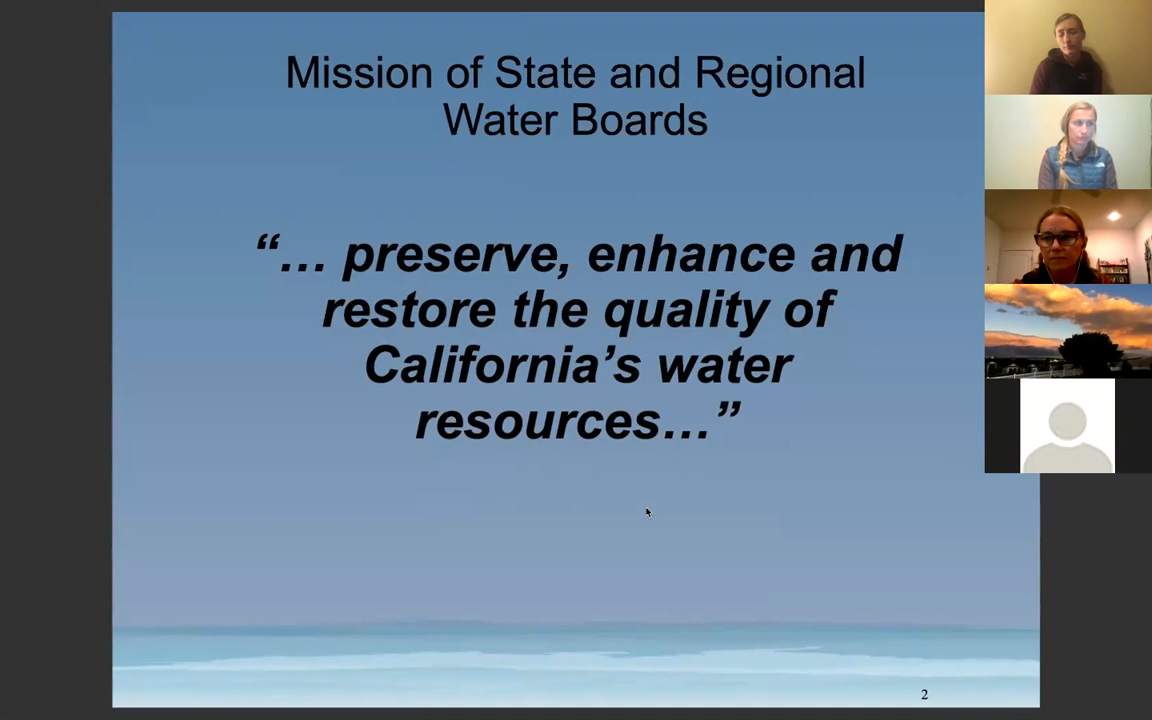 Mission of State and Regional
Water Boards
“… preserve, enhance and
restore the quality of
California’s water
resources…”
2